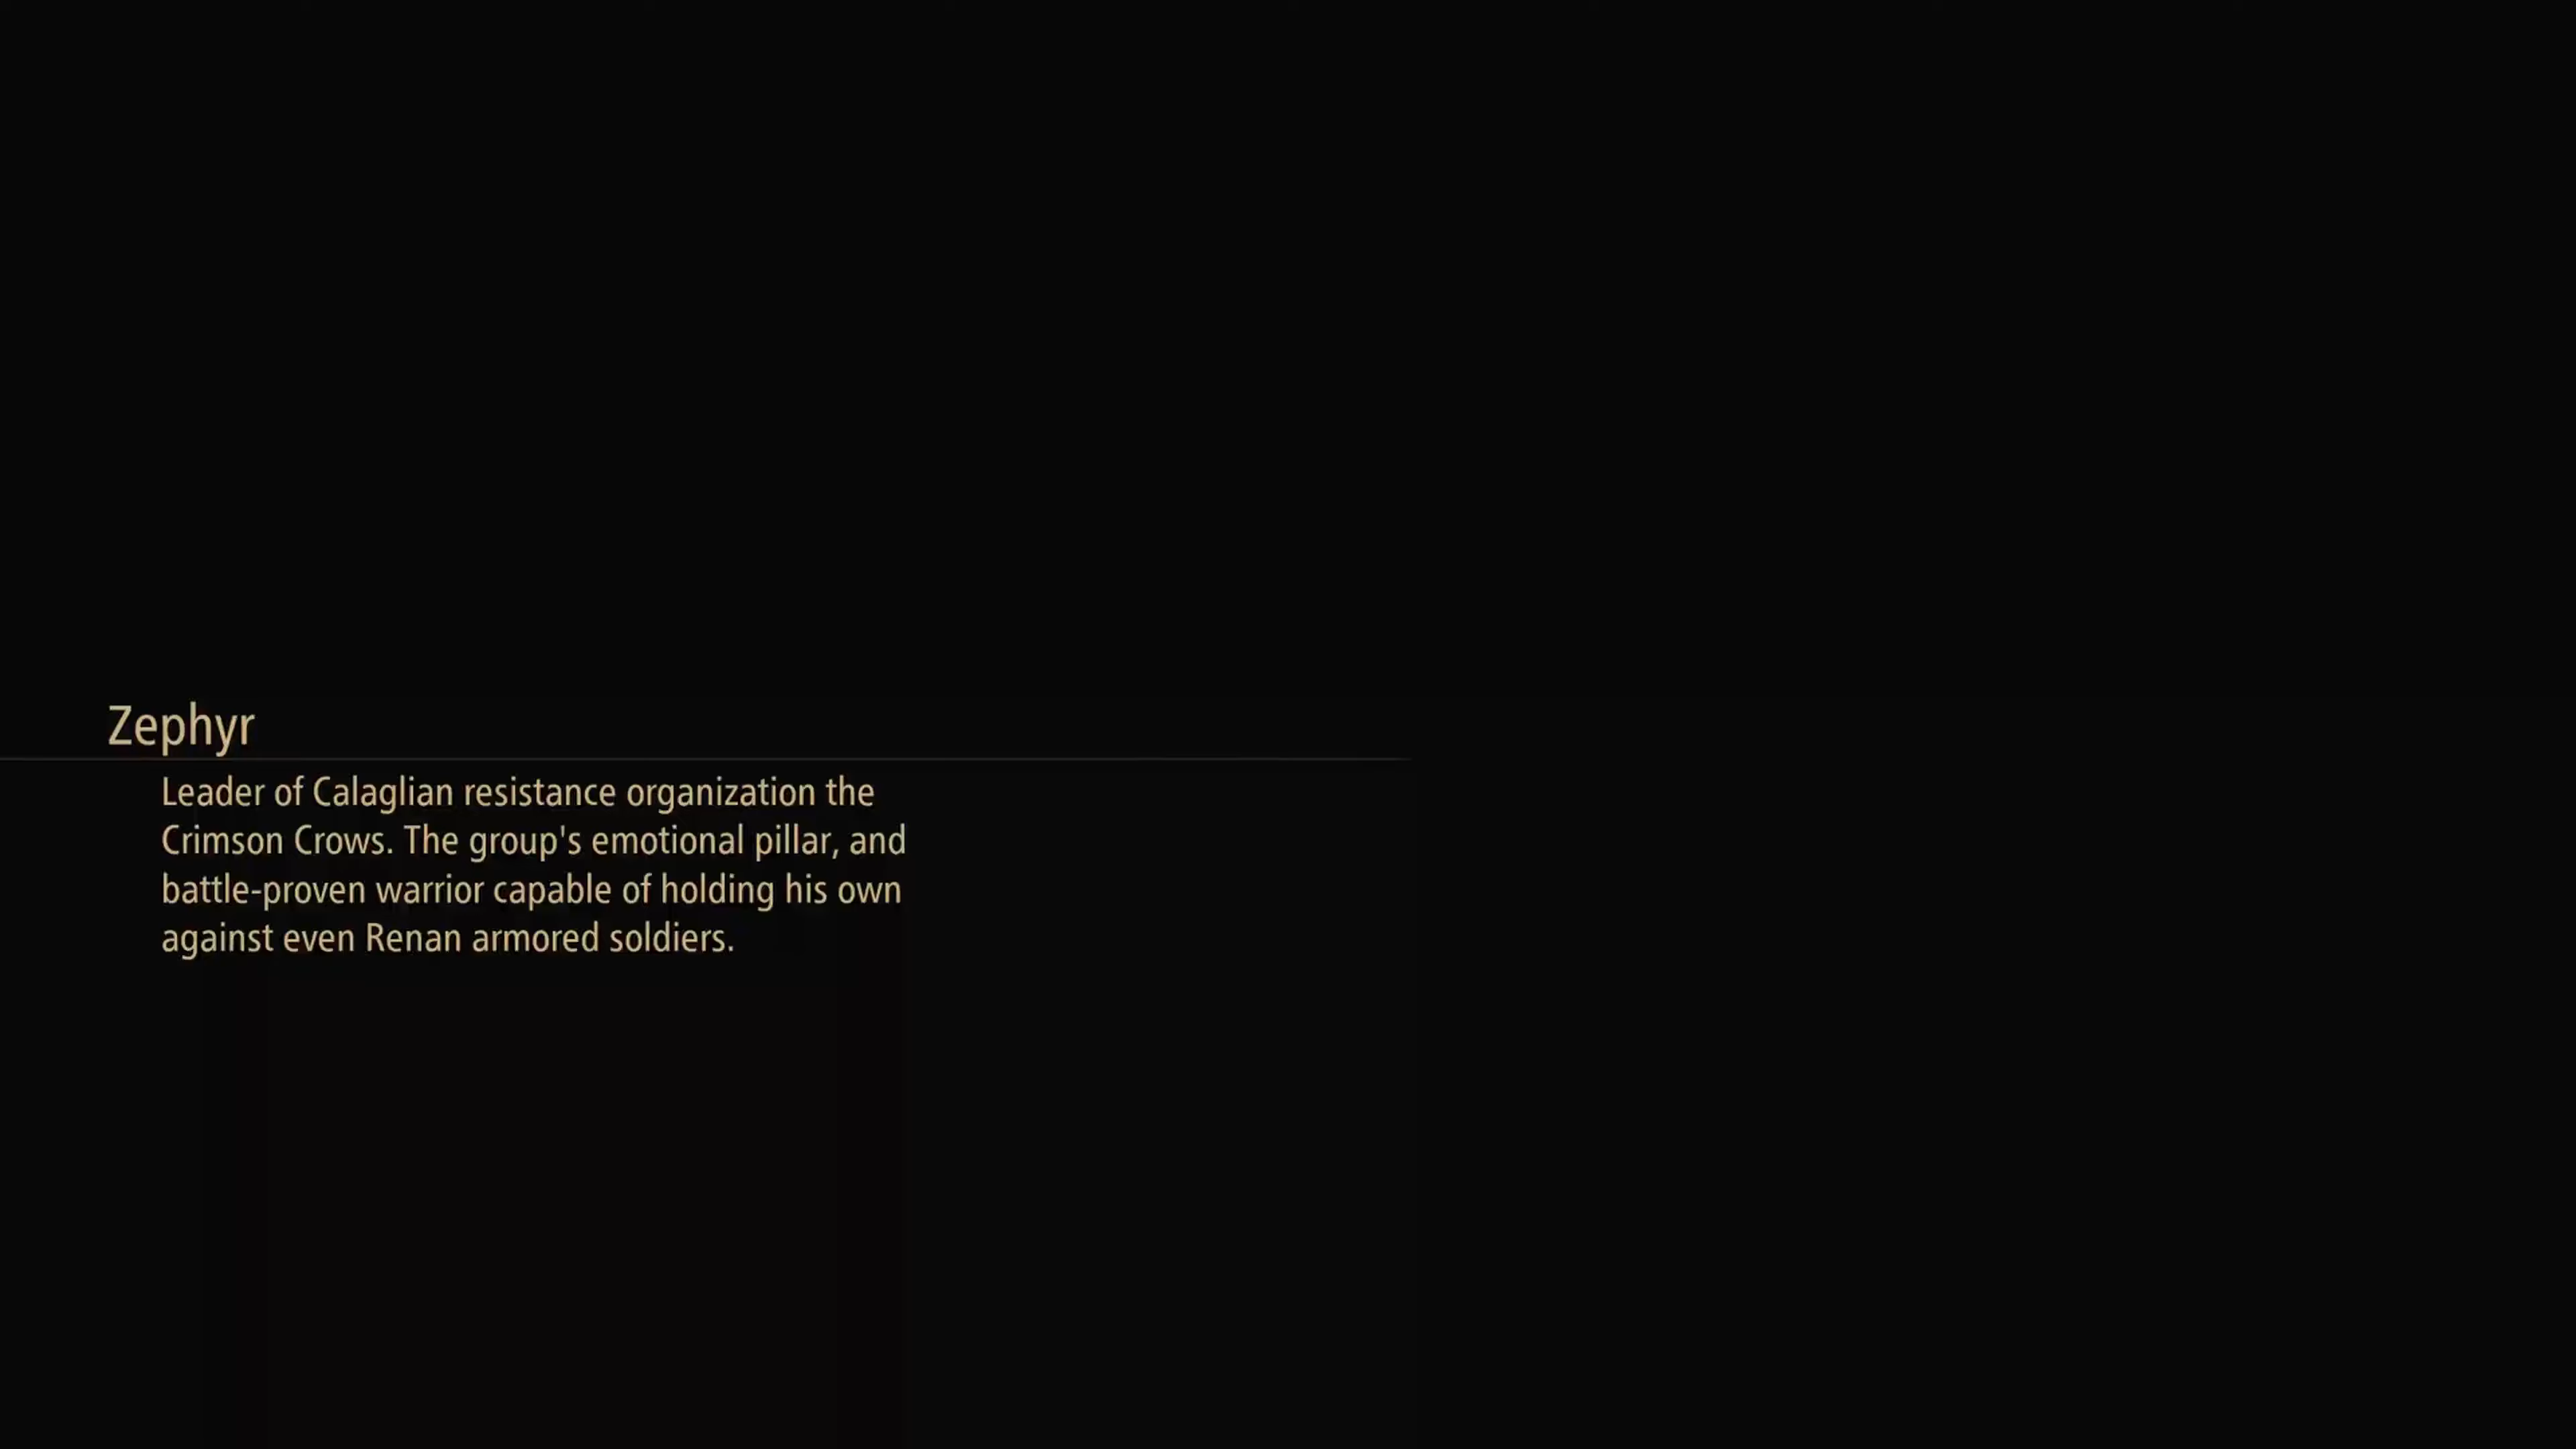 Zephyr
Leader of Calaglian resistance organization the
Crimson Crows. The group's emotional pillar, and
battle-proven warrior capable of holding his own
against even Renan armored soldiers.